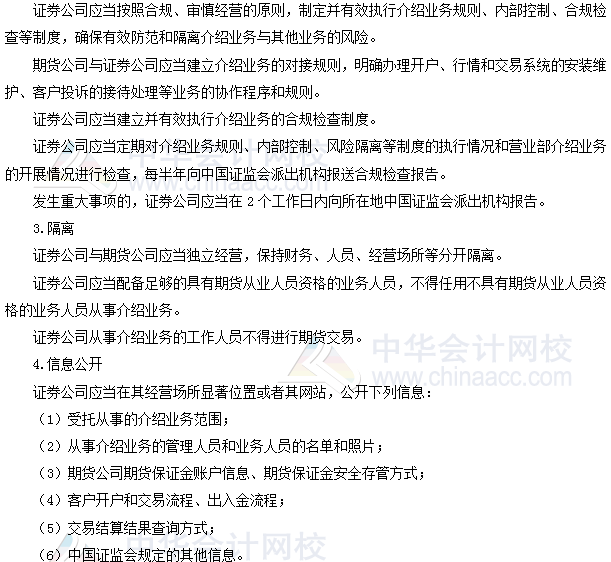 证券公司应当按照合规、审慎经营的原则，制定并有效执行介绍业务规则、内部控制、合规检
查等制度，确保有效防范和隔离介绍业务与其他业务的风险。
期货公司与证券公司应当建立介绍业务的对接规则，明确办理开户、行情和交易系统的安装维
护、客户投诉的接待处理等业务的协作程序和规则。
证券公司应当建立并有效执行介绍业务的合规检查制度。
证券公司应当定期对介绍业务规则、内部控制、风险隔离等制度的执行情况和营业部介绍业务
的开展情况进行检查，每半年向中国证监会派出机构报送合规检查报告。
发生重大事项的，证券公司应当在 2 个工作日内向所在地中国证监会派出机构报告。
3.隔离
证券公司与期货公司应当独立经营，保持财务、人员、经营场所等分开隔离。
证券公司应当配备足够的具有期货从业人员资格的业务人员，不得任用不具有期货从业人员资
格的业务人员从事介绍业务。
证券公司从事介绍业务的工作人员不得进行期货交易。
4.信息公开
证券公司应当在其经营场所显著位置或者其网站，公开下列信息：
（1）受托从事的介绍业务范围；
（2）从事介绍业务的管理人员和业务人员的名单和照片；
（3）期货公司期货保证金账户信息、期货保证金安全存管方式；
（4）客户开户和交易流程、出入金流程；
（5）交易结算结果查询方式；
（6）中国证监会规定的其他信息。
中华会计网校
www.chinaacc.com
中华会计网校
www.chinaacc.com
中华会计网校